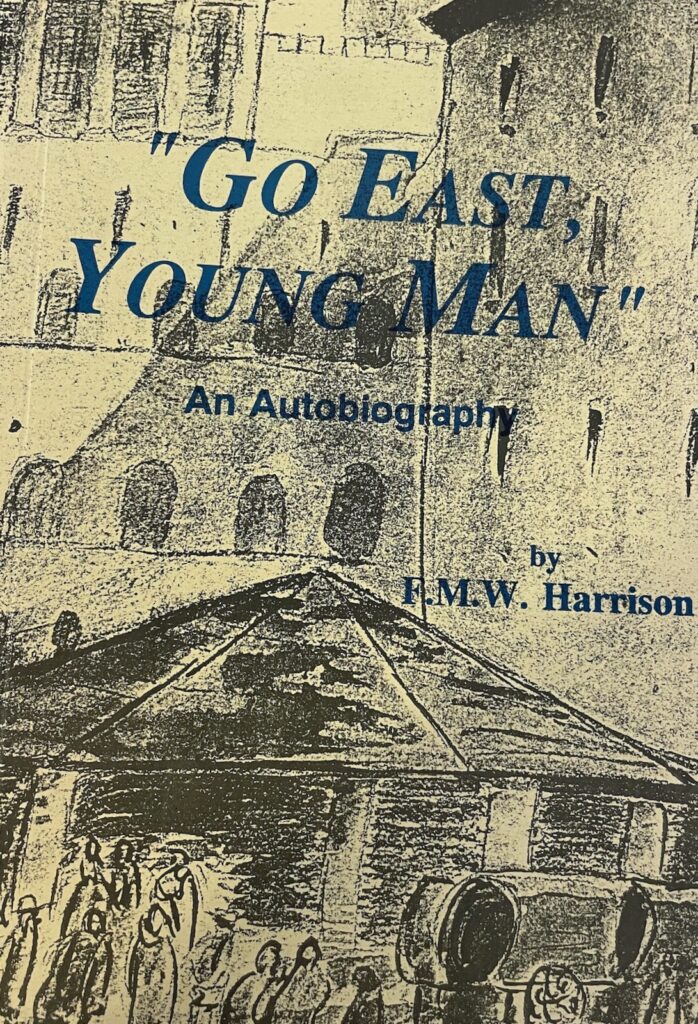 "GO EAST,
YOUNG MAN"
An Autobiography
by
F.M.W. Harrison